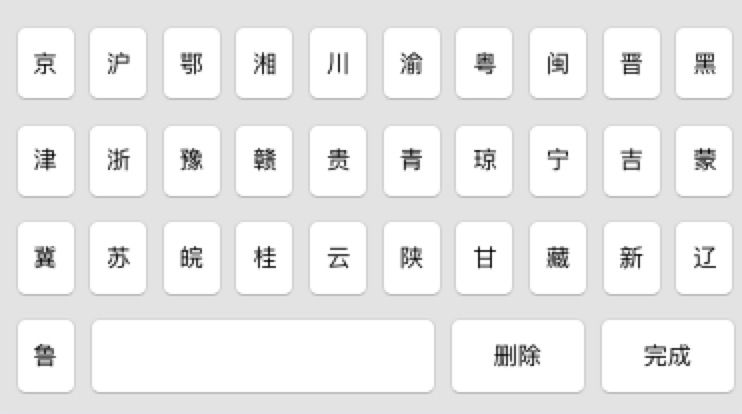 京 沪 鄂 湘 川 渝 粤 闽 晋 黑
津 浙 豫 赣 贵 青 琼 宁 吉 蒙
冀 苏 皖 桂 云 陕 甘 藏 新 辽
鲁 删除 完成